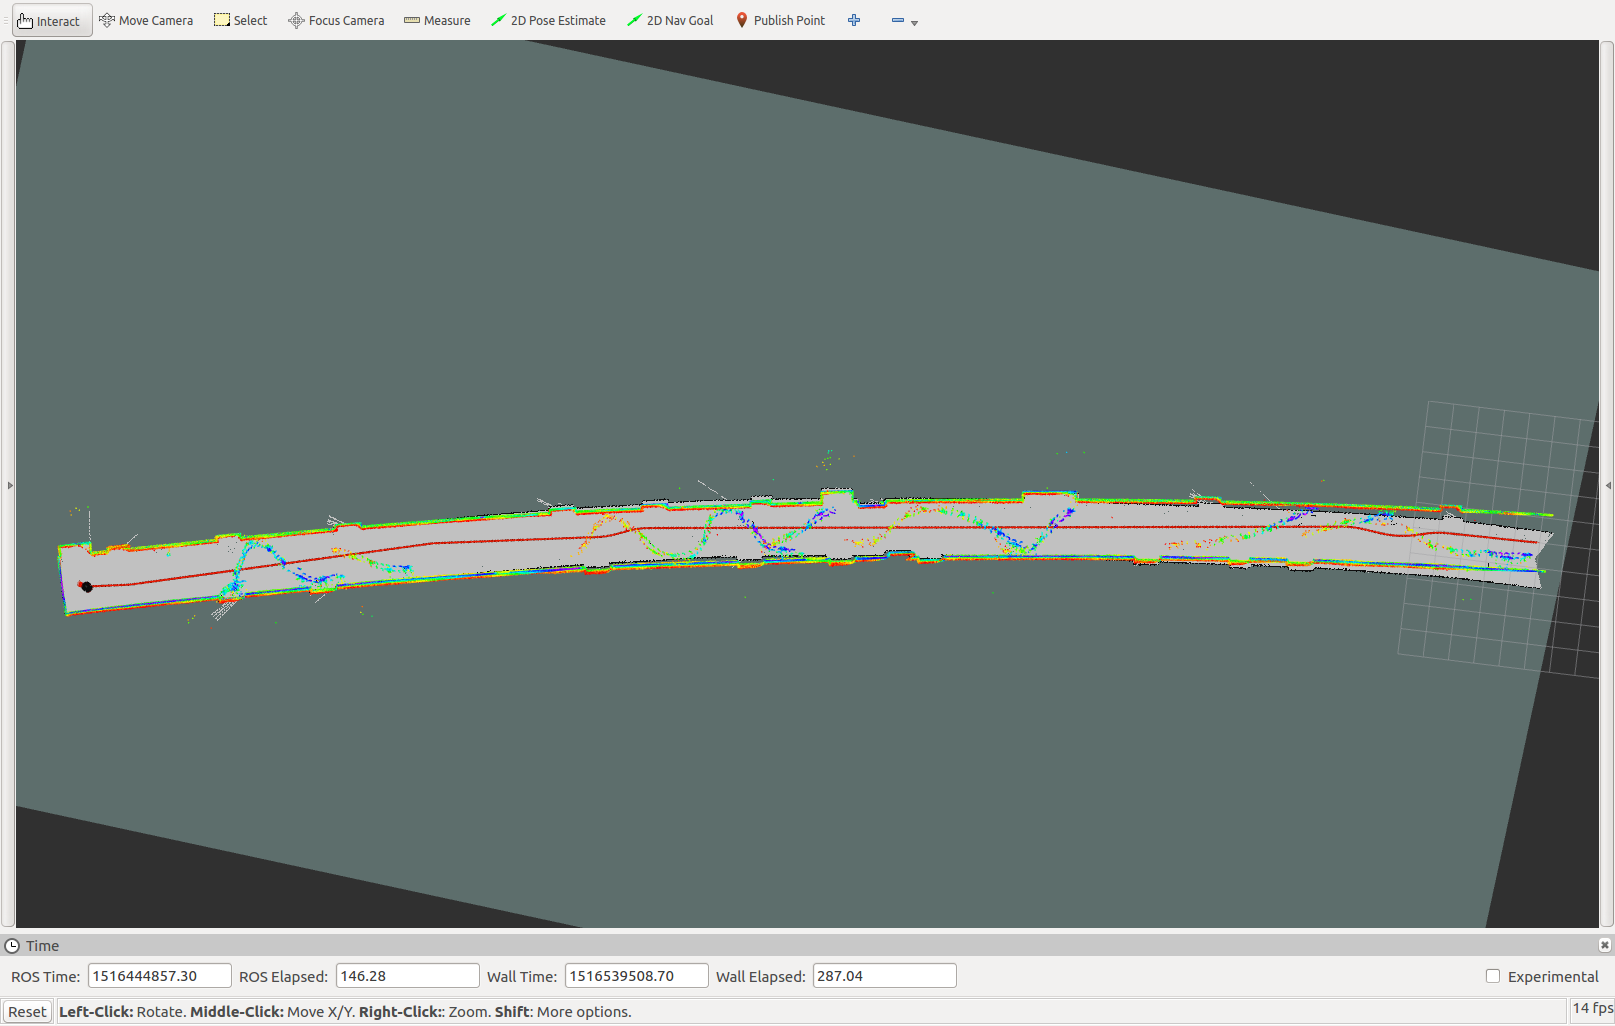 Interact Move Camera Select Focus Camera Measure 2D Pose Estimate 2D Nav Goal Publish Point
Time
ROS Time: 1516444857.30 ROS Elapsed: 146.28 Wall Time: 1516539508.70 Wall Elapsed: 287.04 Experimental
Reset Left-Click: Rotate. Middle-Click: Move X/Y. Right-Click:: Zoom. Shift: More options. 14 fps